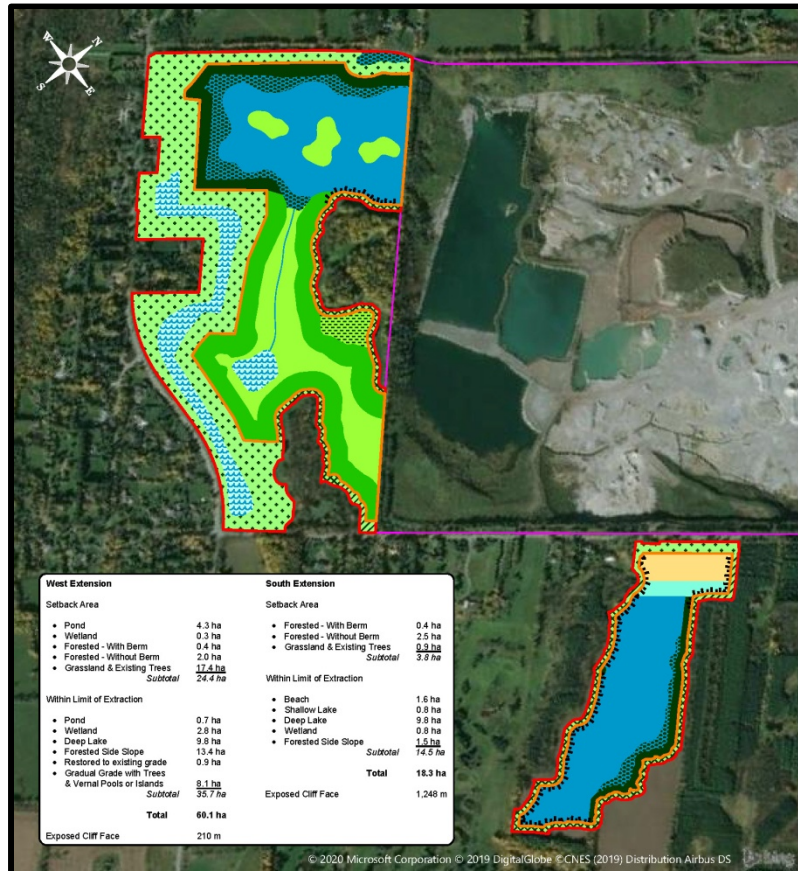 N
W
E
S
West Extension
Setback Area
• Pond 4.3 ha
• Wetland 0.3 ha
• Forested - With Berm 0.4 ha
• Forested - Without Berm 2.0 ha
• Grassland & Existing Trees 17.4 ha
Subtotal 24.4 ha
Within Limit of Extraction
• Pond 0.7 ha
• Wetland 2.8 ha
• Deep Lake 9.8 ha
• Forested Side Slope 13.4 ha
• Restored to existing grade 0.9 ha
• Gradual Grade with Trees
& Vernal Pools or Islands 8.1 ha
Subtotal 35.7 ha
Total 60.1 ha
Exposed Cliff Face 210 m
South Extension
Setback Area
• Forested - With Berm 0.4 ha
• Forested - Without Berm 2.5 ha
• Grassland & Existing Trees 0.9 ha
Subtotal 3.8 ha
Within Limit of Extraction
• Beach 1.6 ha
• Shallow Lake 0.8 ha
• Deep Lake 9.8 ha
• Wetland 0.8 ha
• Forested Side Slope 1.5 ha
Subtotal 14.5 ha
Total 18.3 ha
Exposed Cliff Face 1,248 m
© 2020 Microsoft Corporation © 2019 DigitalGlobe ©CNES (2019) Distribution Airbus DS